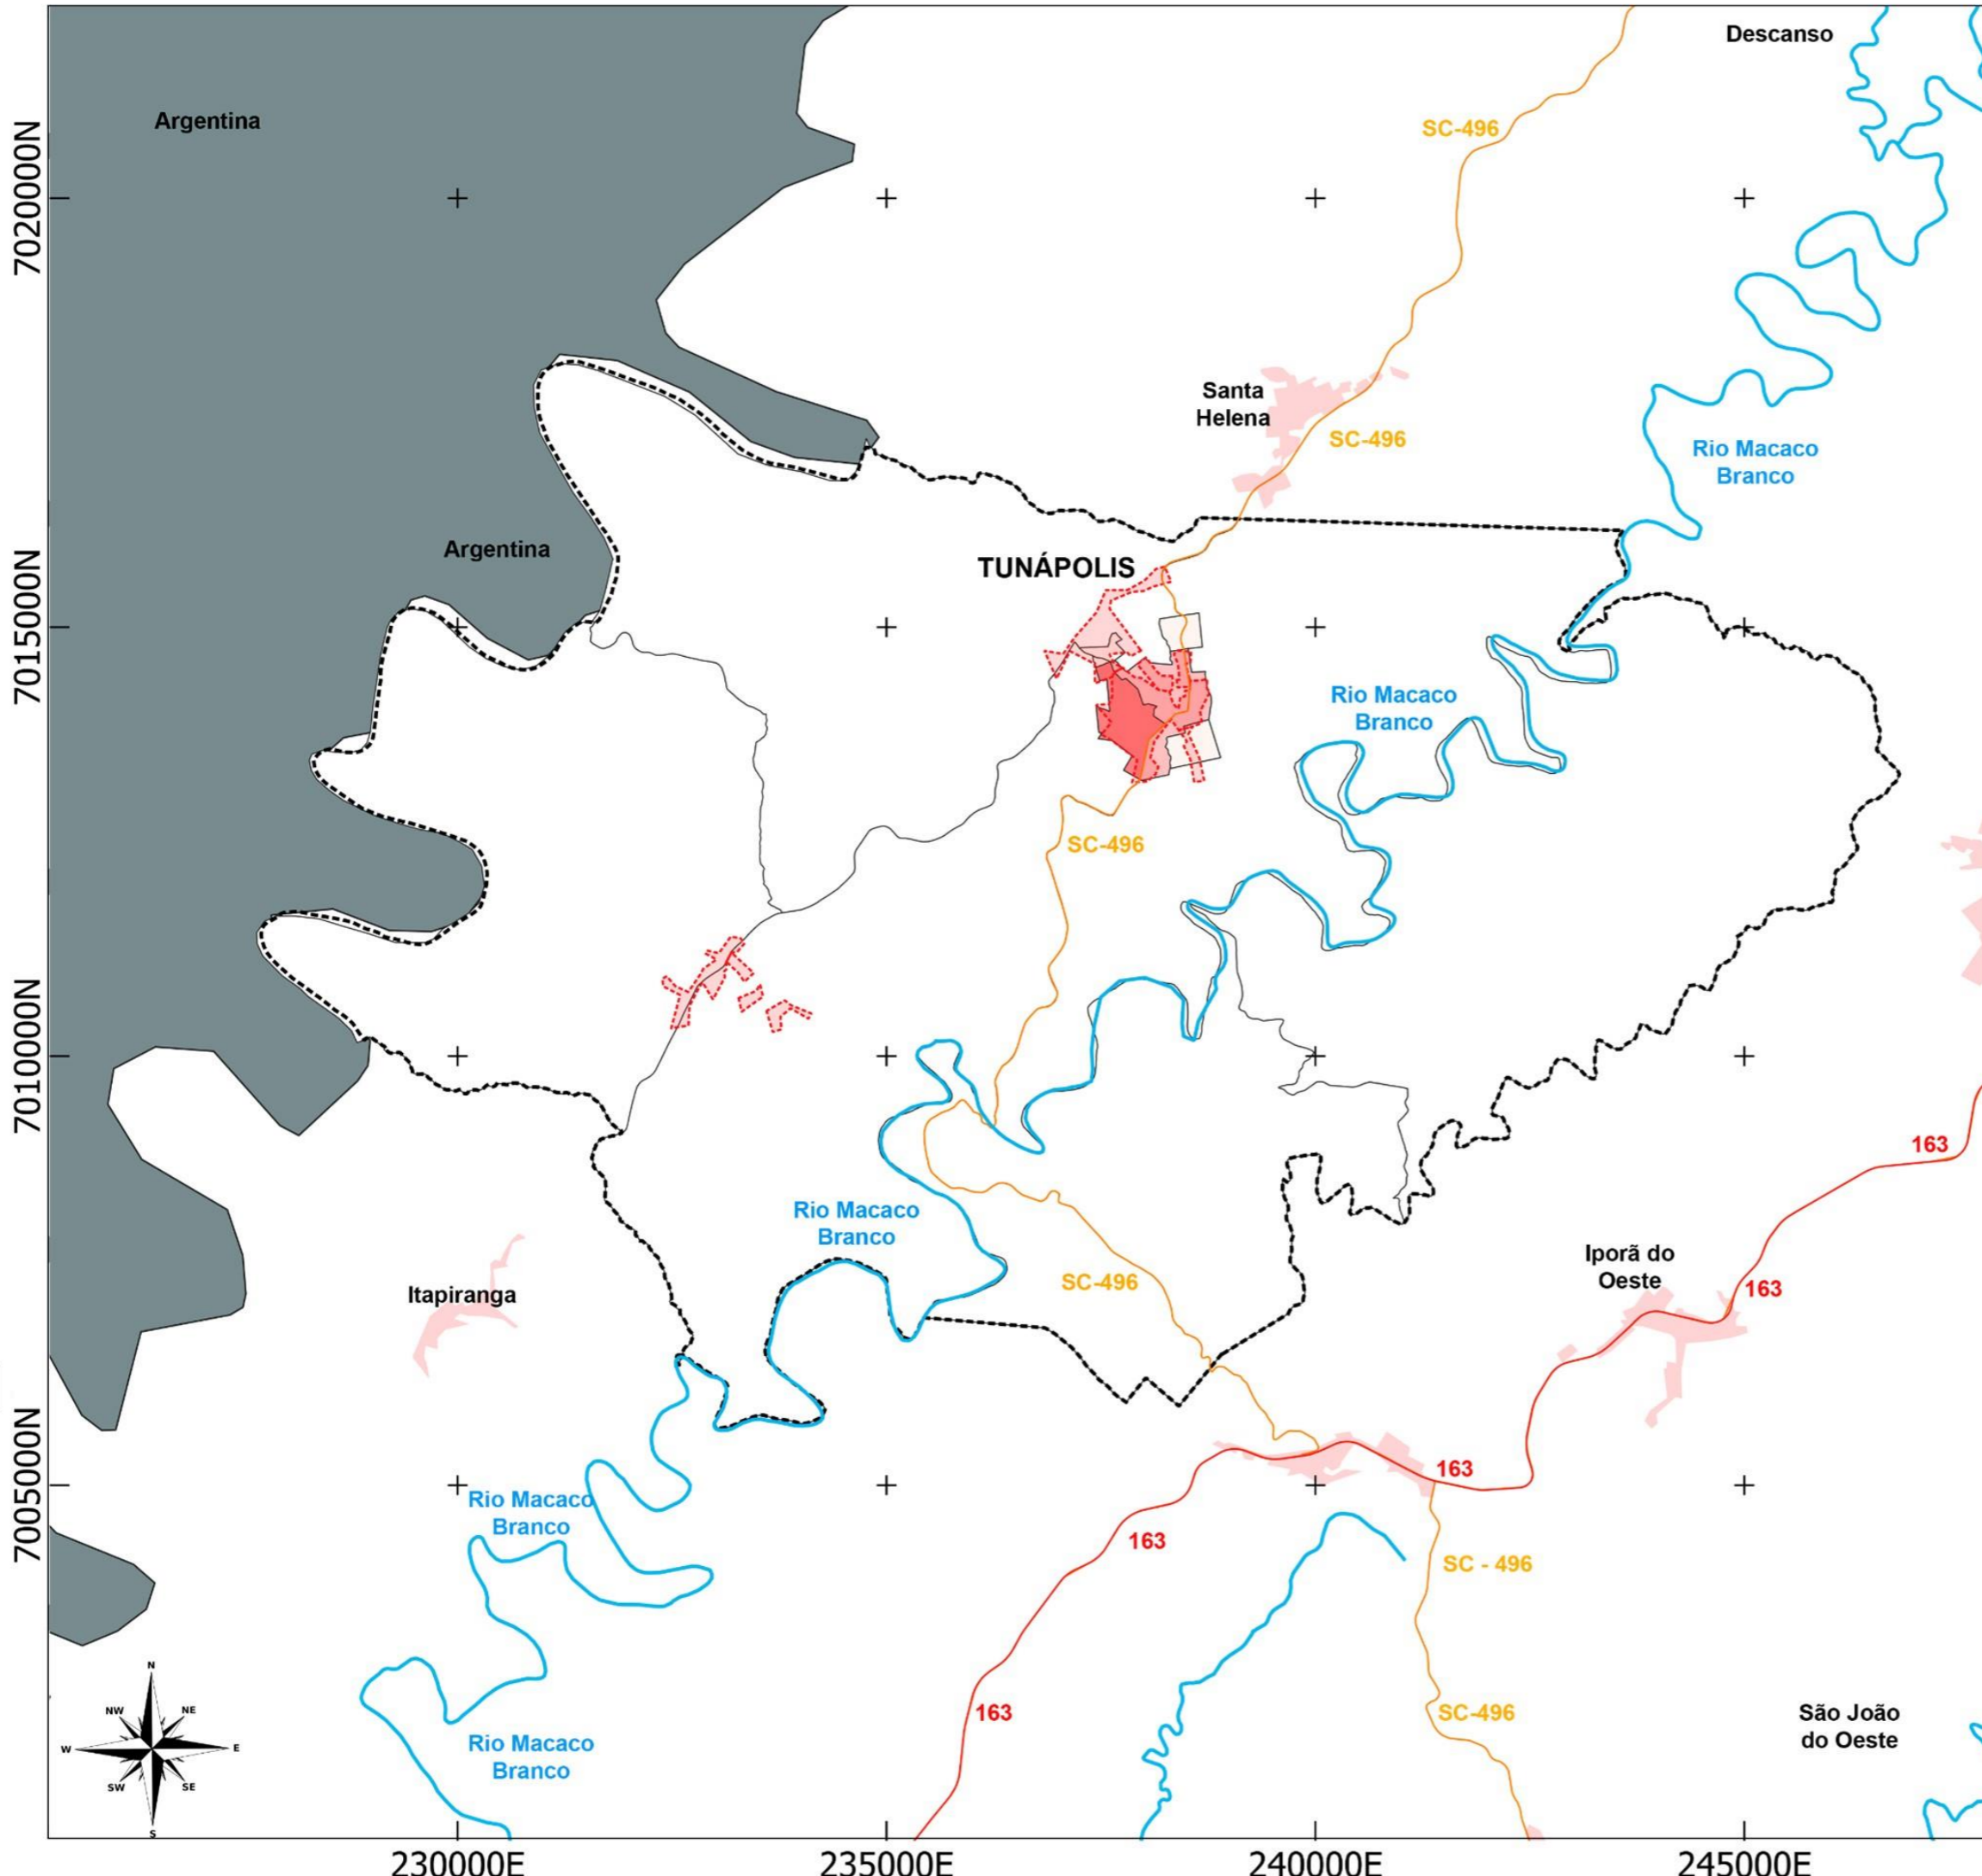 Descanso
Argentina
SC-496
7020000N
Santa
Helena
SC-496
Rio Macaco
Branco
Argentina
TUNÁPOLIS
7015000N
Rio Macaco
Branco
SC-496
7010000N
163
Rio Macaco
Branco
Iporã do
Oeste
SC-496
163
Itapiranga
7005000N
163
Rio Macaco
Branco
163
SC - 496
N
NW
NE
W
E
SW
SE
S
163
SC-496
São João
do Oeste
Rio Macaco
Branco
230000E
235000E
240000E
245000E